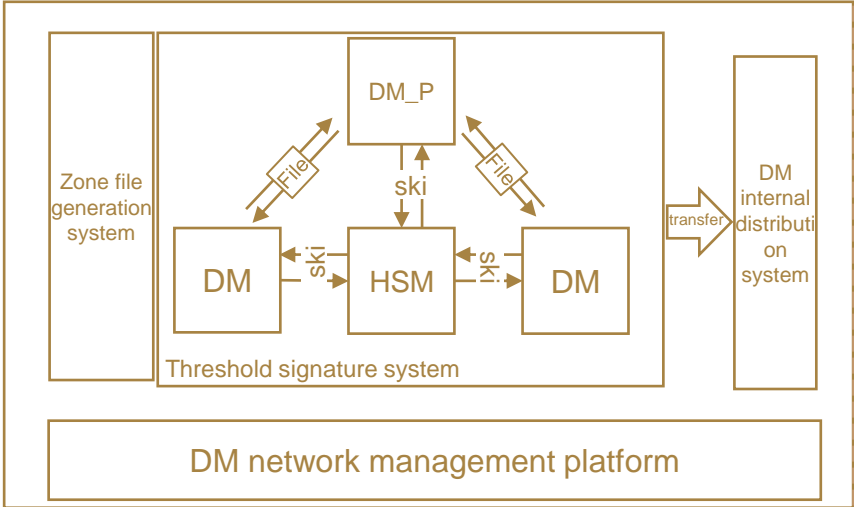 DM_P
Zone file
generation
system
File
File
ski
DM
ski
HSM
ski
DM
Threshold signature system
transfer
DM
internal
distributi
on
system
DM network management platform